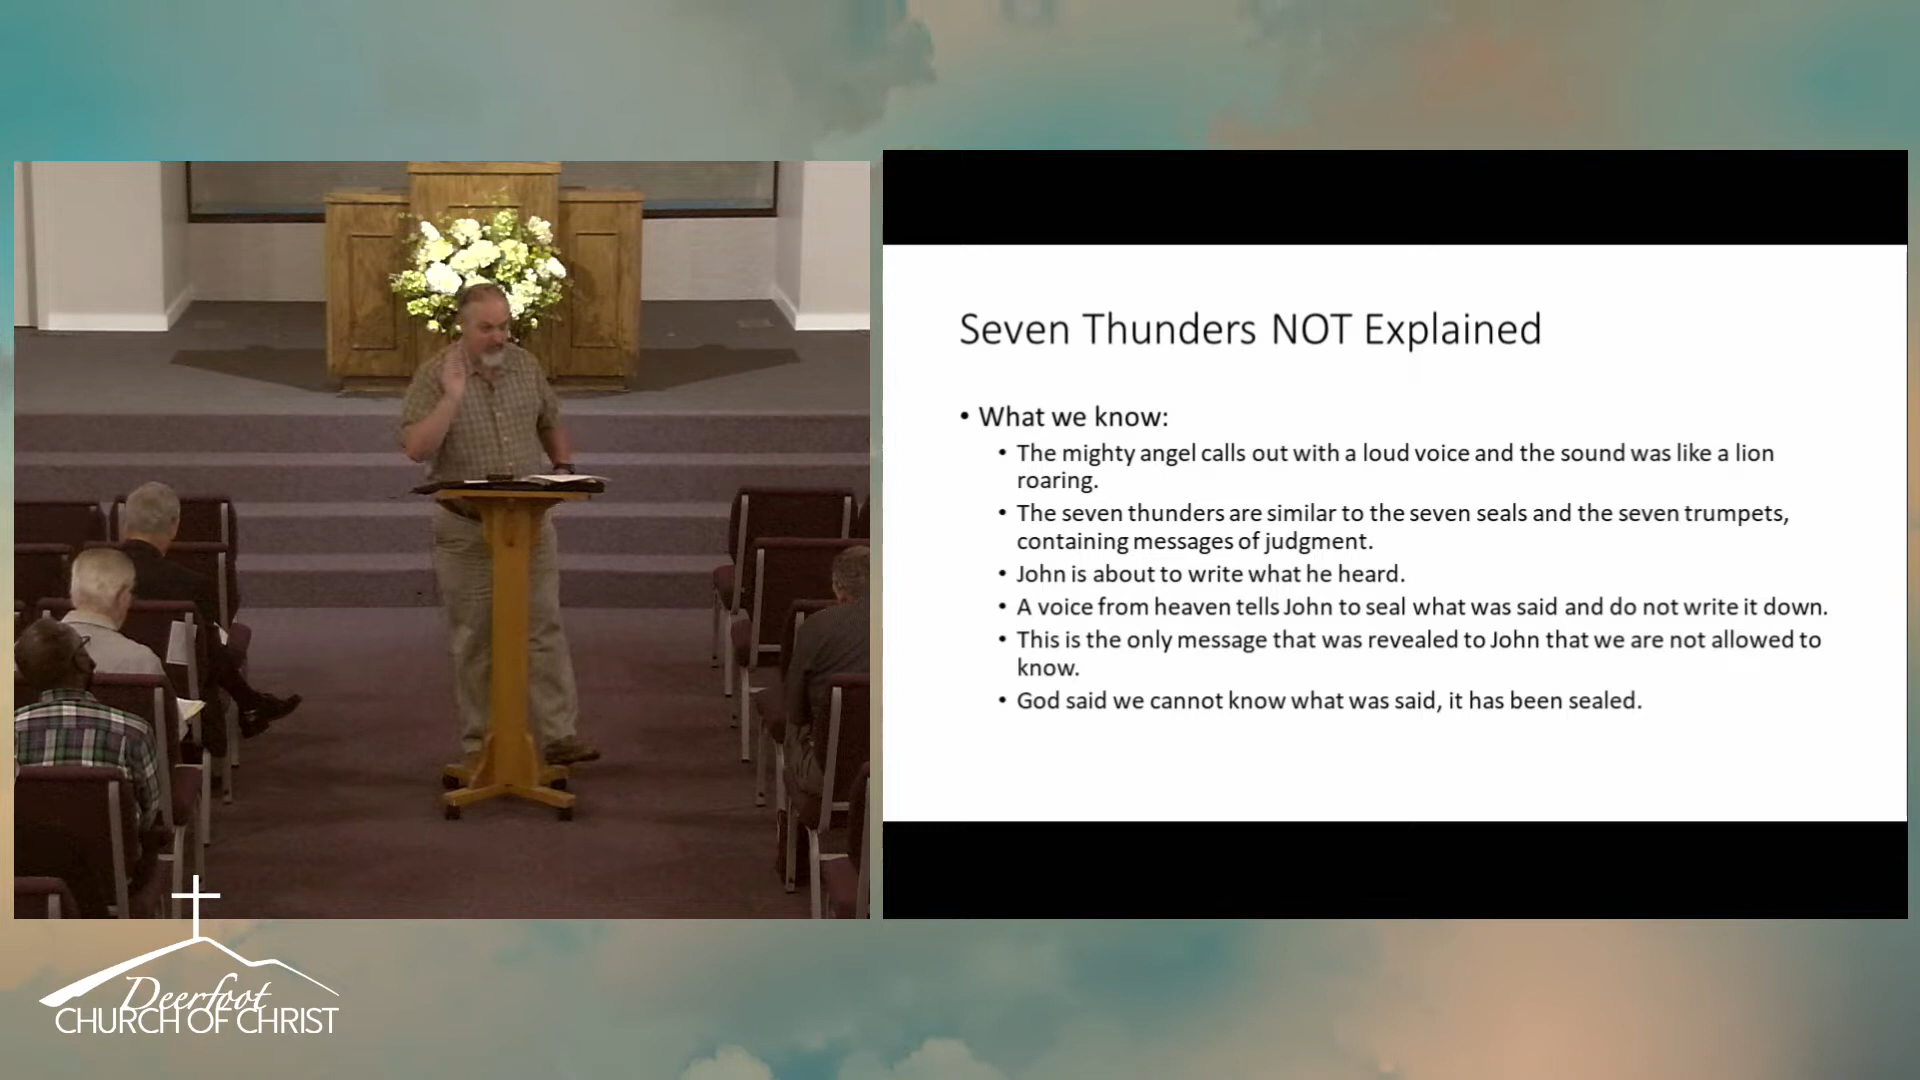 Seven Thunders NOT Explained
• What we know:
• The mighty angel calls out with a loud voice and the sound was like a lion
roaring.
• The seven thunders are similar to the seven seals and the seven trumpets,
containing messages of judgment.
• John is about to write what he heard.
• A voice from heaven tells John to seal what was said and do not write it down.
• This is the only message that was revealed to John that we are not allowed to
know.
• God said we cannot know what was said, it has been sealed.
Deerfoot
CHURCH OF CHRIST